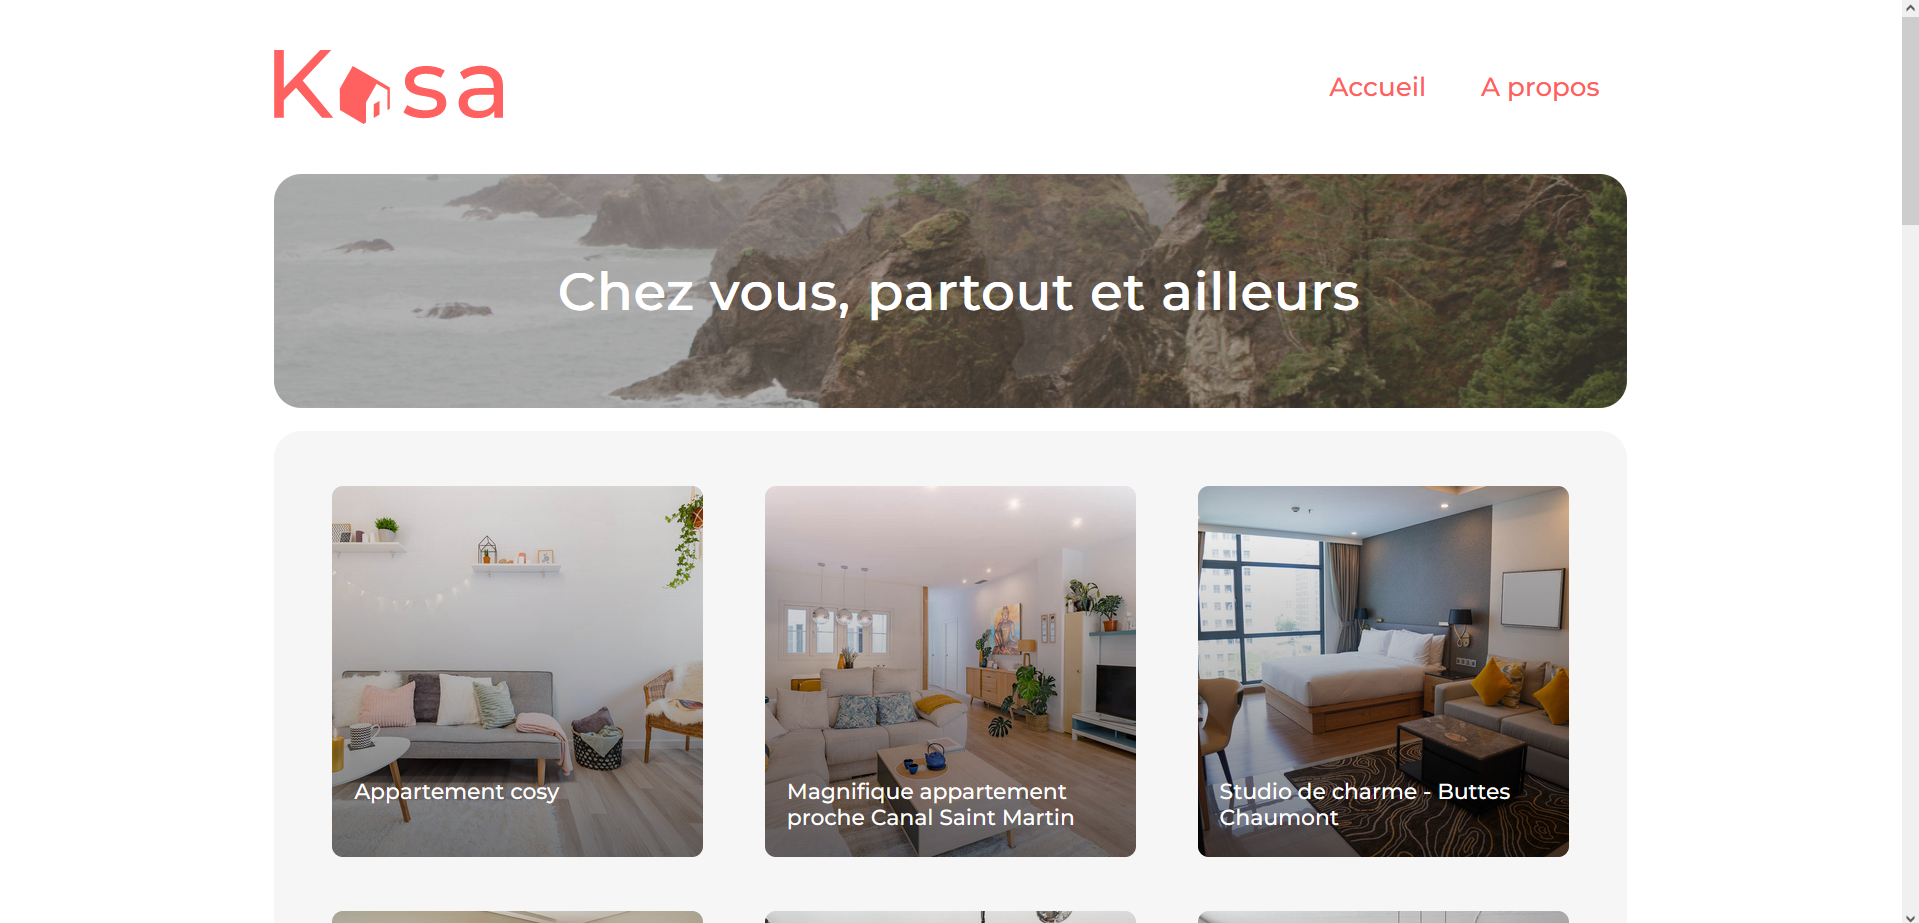 Kasa
Accueil
A propos
Chez vous, partout et ailleurs
Appartement cosy
Magnifique appartement
proche Canal Saint Martin
Studio de charme - Buttes
Chaumont